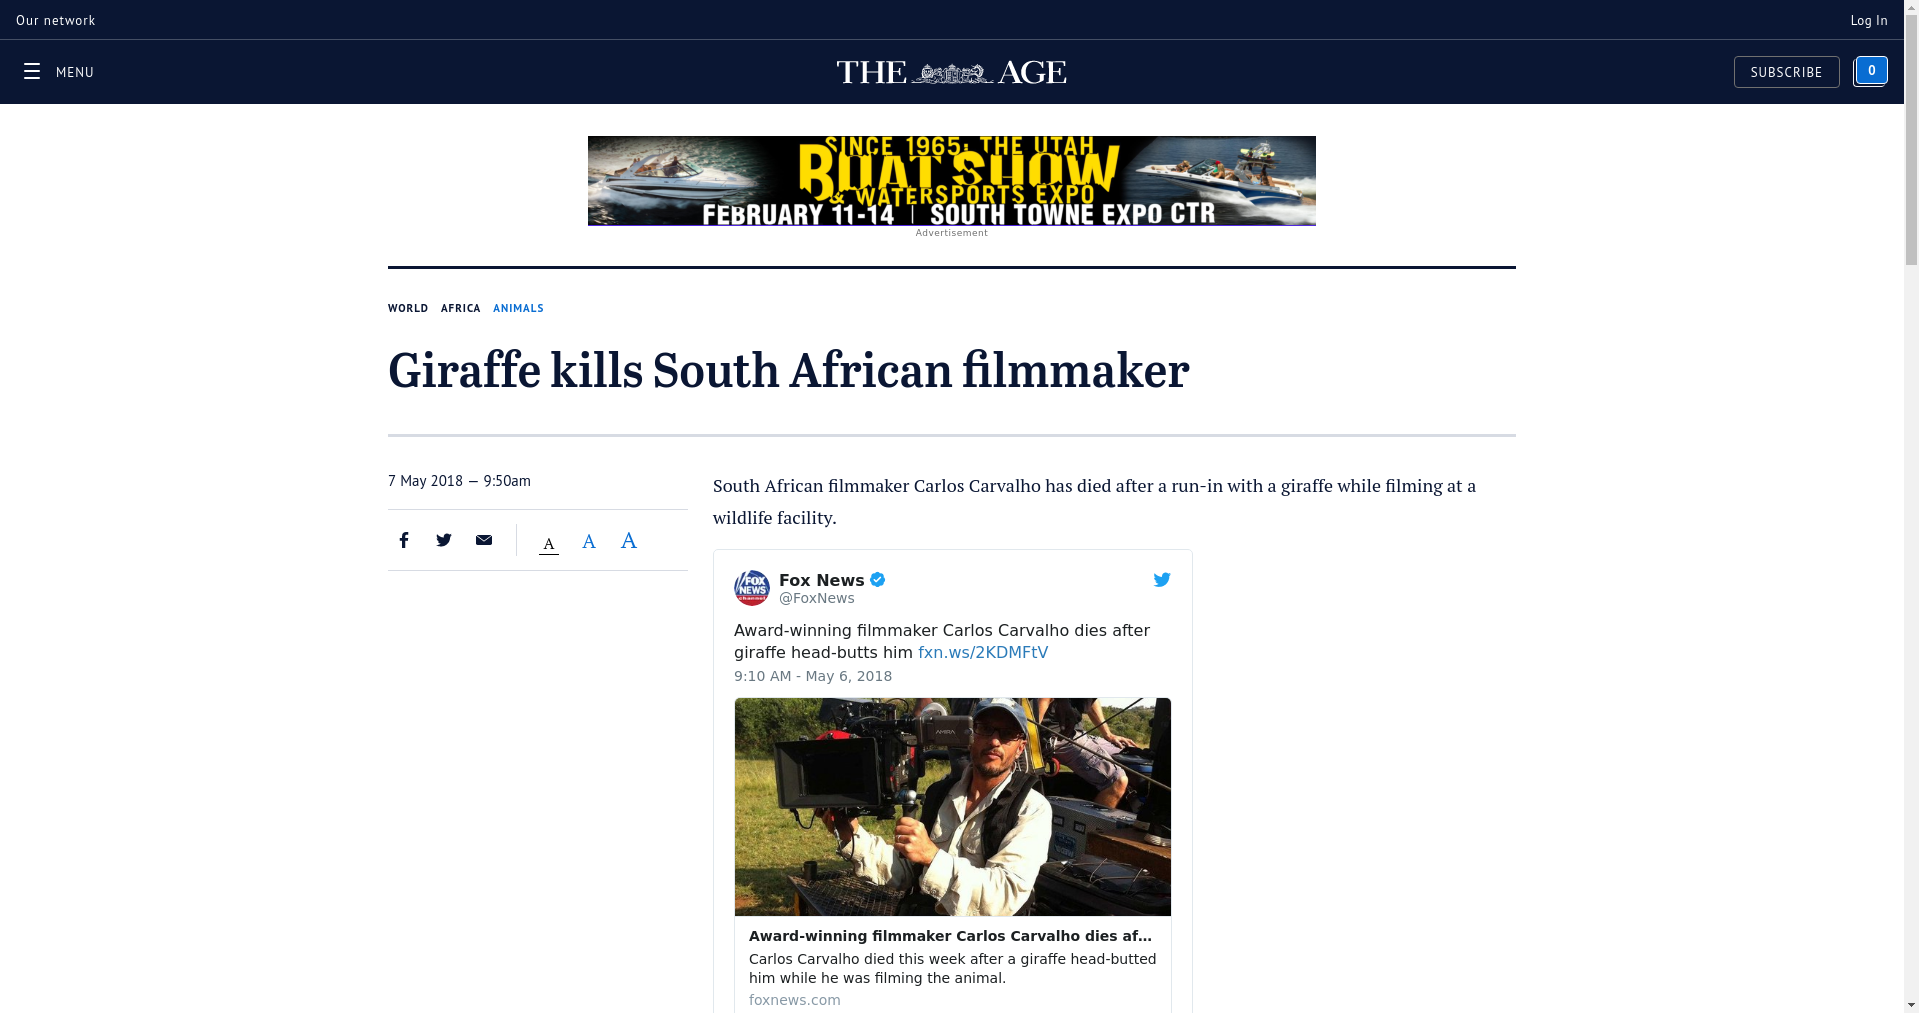 Our network
Log In
MENU
THE AGE
SUBSCRIBE
0
SINCE 1965: THE UTAH
BOAT SHOW
& WATERSPORTS EXPO
FEBRUARY 11-14 | SOUTH TOWNE EXPO CTR
Advertisement
WORLD AFRICA ANIMALS
Giraffe kills South African filmmaker
7 May 2018 — 9:50am
A A A
South African filmmaker Carlos Carvalho has died after a run-in with a giraffe while filming at a
wildlife facility.
FOX
NEWS
channel
Fox News
@FoxNews
Award-winning filmmaker Carlos Carvalho dies after
giraffe head-butts him fxn.ws/2KDMFtV
9:10 AM - May 6, 2018
AMIRA
Award-winning filmmaker Carlos Carvalho dies af...
Carlos Carvalho died this week after a giraffe head-butted
him while he was filming the animal.
foxnews.com